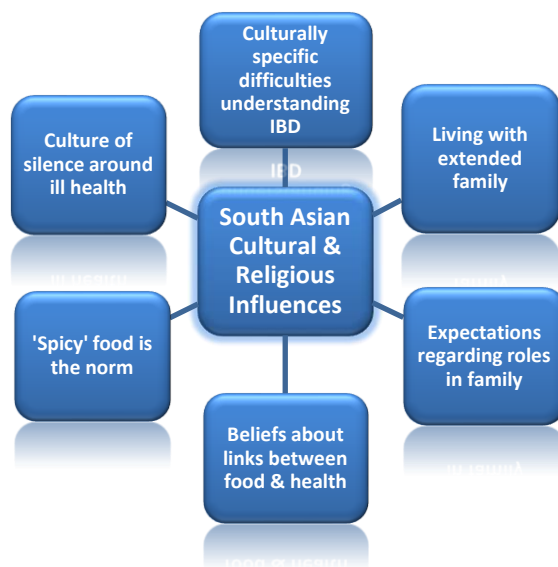 Culturally
specific
difficulties
understanding
IBD
Culture of
silence around
ill health
Living with
extended
family
South Asian
Cultural &
Religious
Influences
'Spicy' food is
the norm
Expectations
regarding roles
in family
Beliefs about
links between
food & health